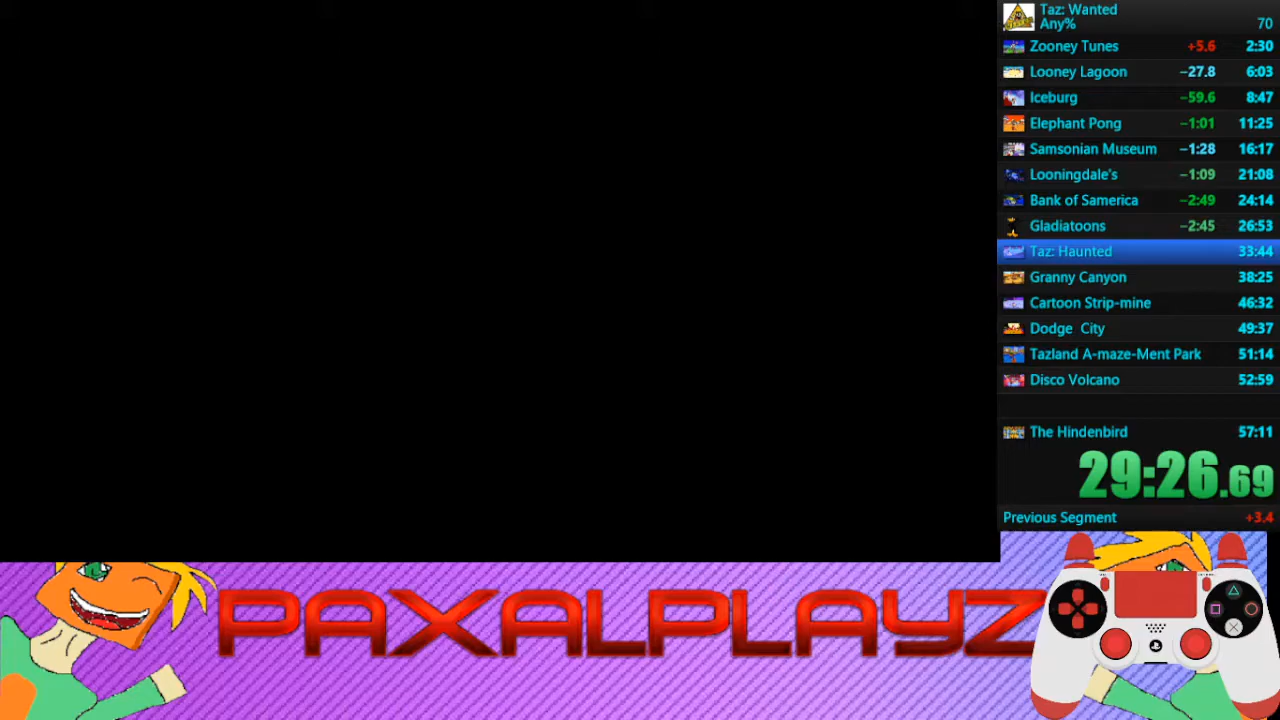 Taz: Wanted
Any% 70
Zooney Tunes +5.6 2:30
Looney Lagoon −27.8 6:03
Iceburg −59.6 8:47
Elephant Pong −1:01 11:25
Samsonian Museum −1:28 16:17
Looningdale's −1:09 21:08
Bank of Samerica −2:49 24:14
Gladiatoons −2:45 26:53
Taz: Haunted 33:44
Granny Canyon 38:25
Cartoon Strip-mine 46:32
Dodge City 49:37
Tazland A-maze-Ment Park 51:14
Disco Volcano 52:59
The Hindenbird 57:11
29:26.69
Previous Segment +3.4
PAXALPLAYZ